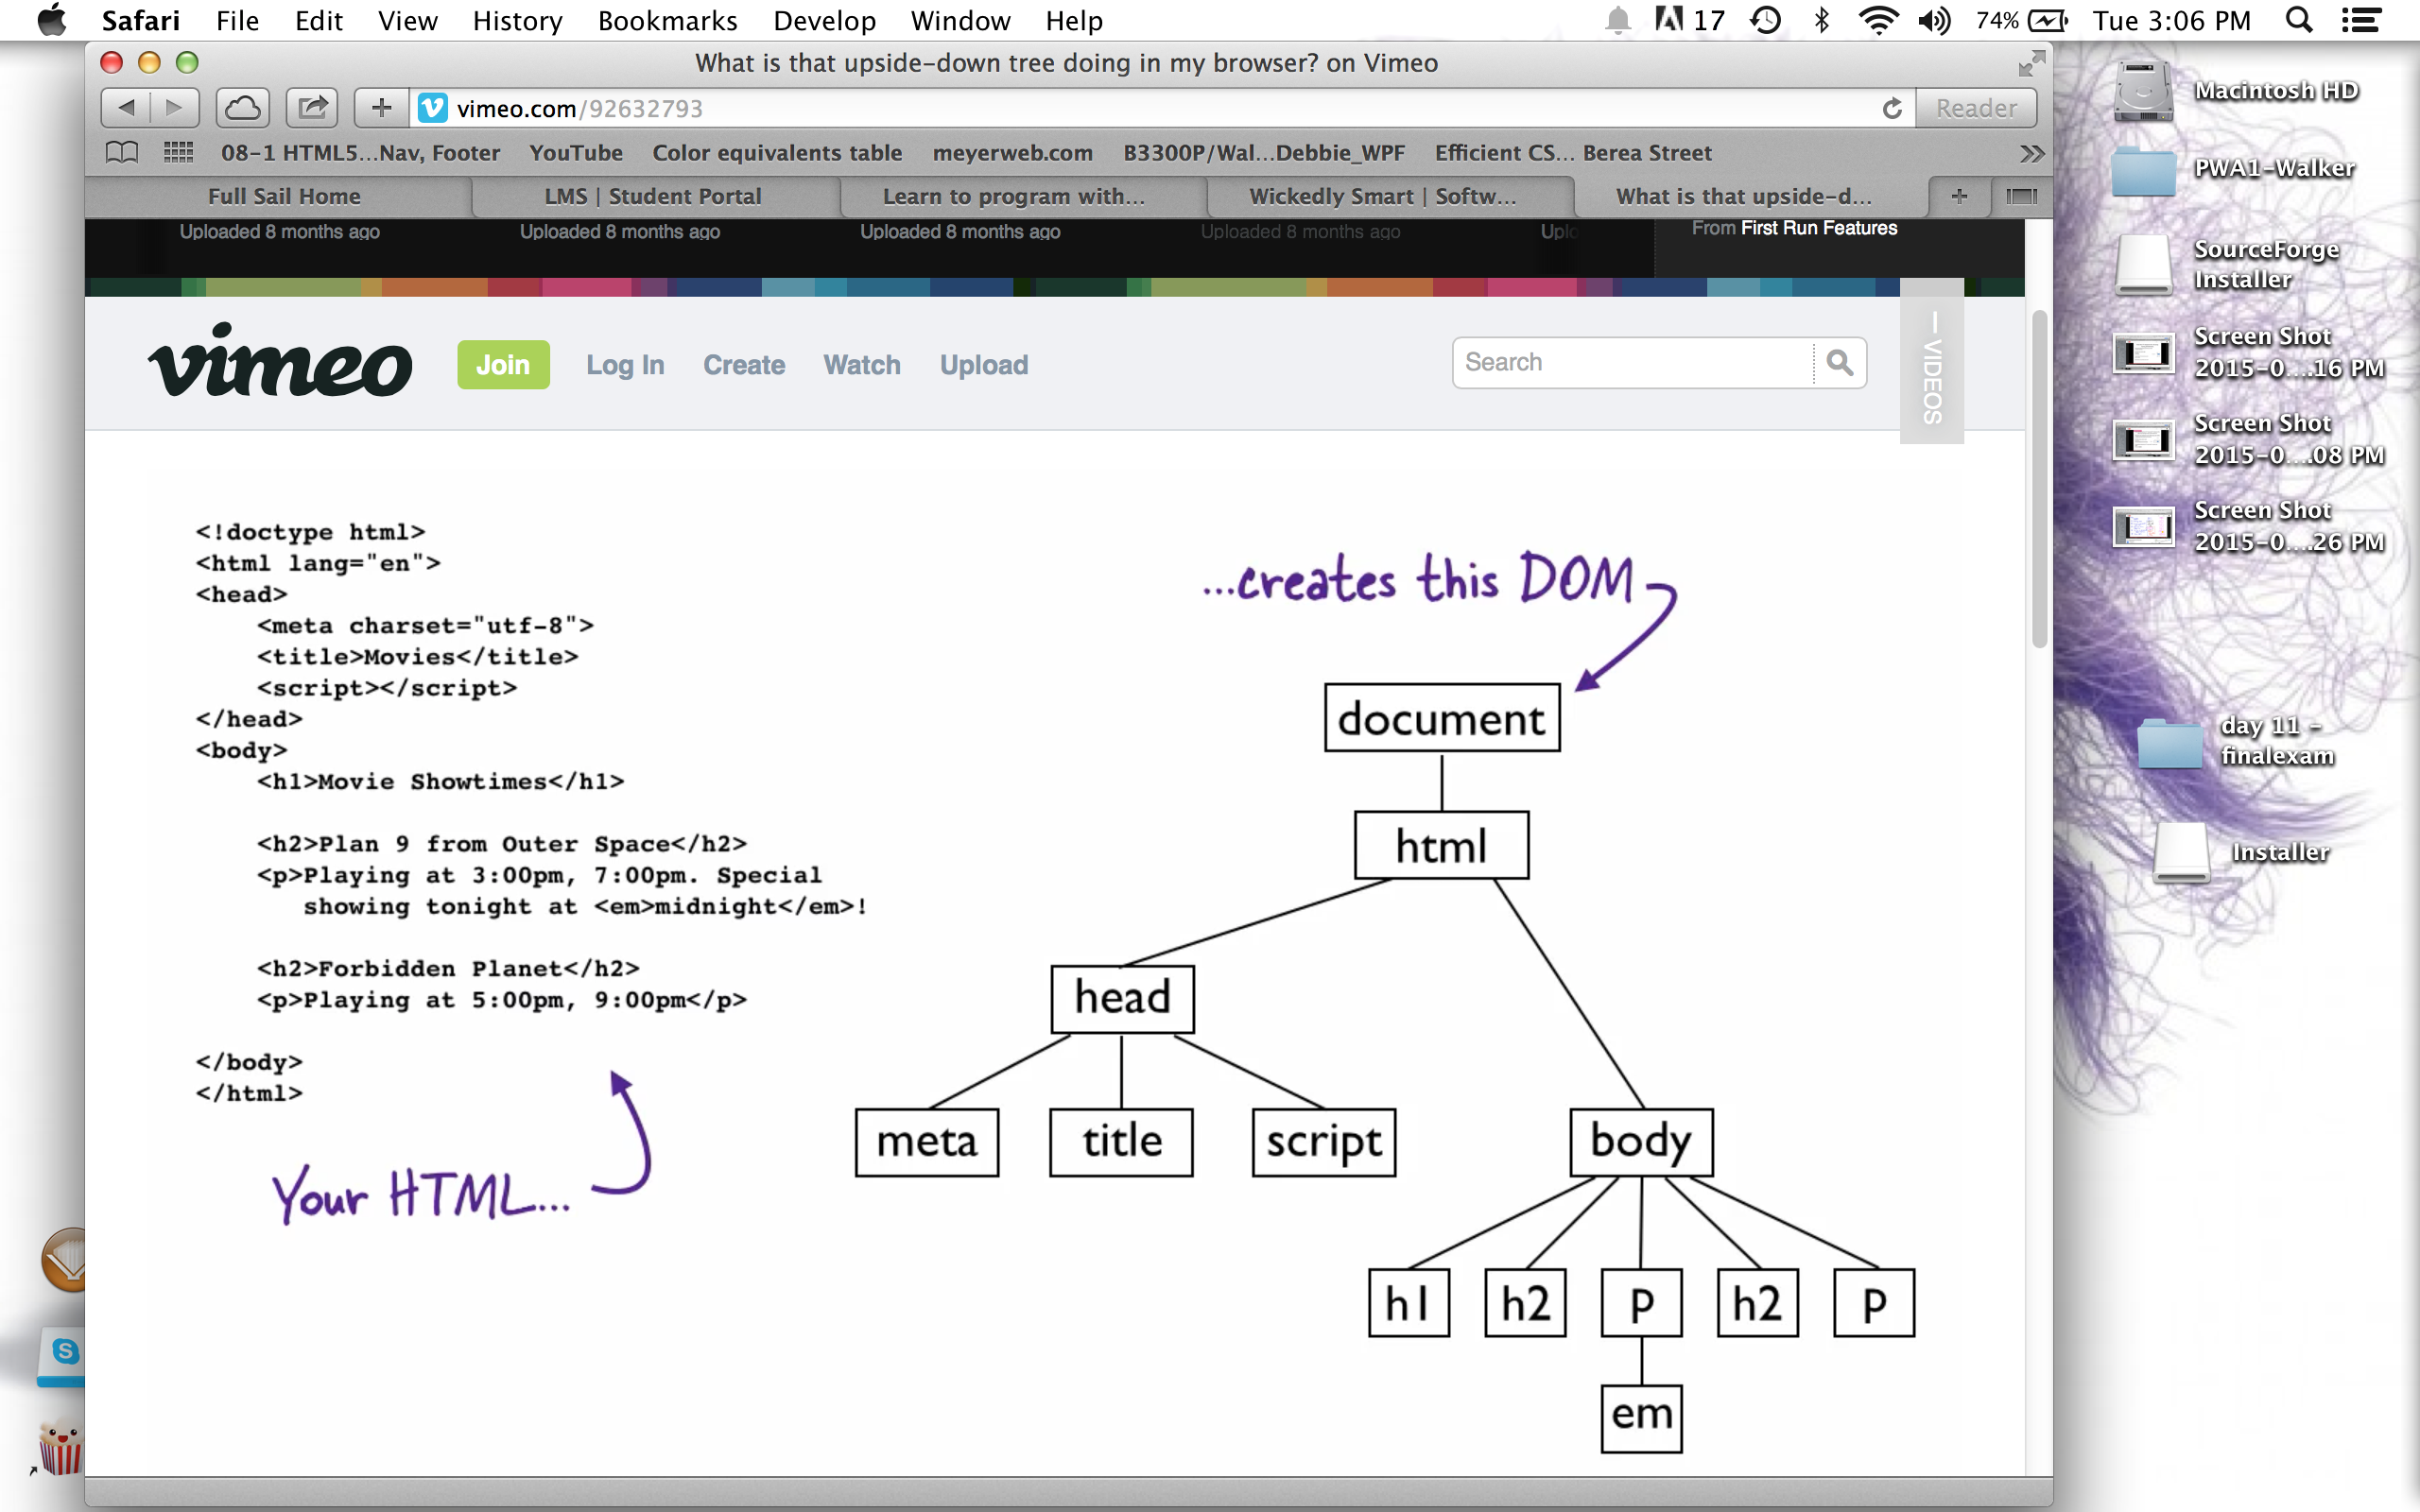 Safari File Edit View History Bookmarks Develop Window Help 17 74% Tue 3:06 PM
What is that upside-down tree doing in my browser? on Vimeo
vimeo.com/92632793 Reader
08-1 HTML5...Nav, Footer YouTube Color equivalents table meyerweb.com B3300P/Wal...Debbie_WPF Efficient CS... Berea Street
Full Sail Home LMS | Student Portal Learn to program with... Wickedly Smart | Softw... What is that upside-d...
Uploaded 8 months ago Uploaded 8 months ago Uploaded 8 months ago Uploaded 8 months ago Uplo From First Run Features
vimeo Join Log In Create Watch Upload Search
— VIDEOS
<!doctype html>
<html lang="en">
<head>
    <meta charset="utf-8">
    <title>Movies</title>
    <script></script>
</head>
<body>
    <h1>Movie Showtimes</h1>
    <h2>Plan 9 from Outer Space</h2>
    <p>Playing at 3:00pm, 7:00pm. Special
       showing tonight at <em>midnight</em>!
    <h2>Forbidden Planet</h2>
    <p>Playing at 5:00pm, 9:00pm</p>
</body>
</html>
Your HTML...
...creates this DOM
document
html
head
meta title script body
h1 h2 p h2 p
em
Macintosh HD
PWA1-Walker
SourceForge
Installer
Screen Shot
2015-0....16 PM
Screen Shot
2015-0....08 PM
Screen Shot
2015-0....26 PM
day 11 -
finalexam
Installer
S